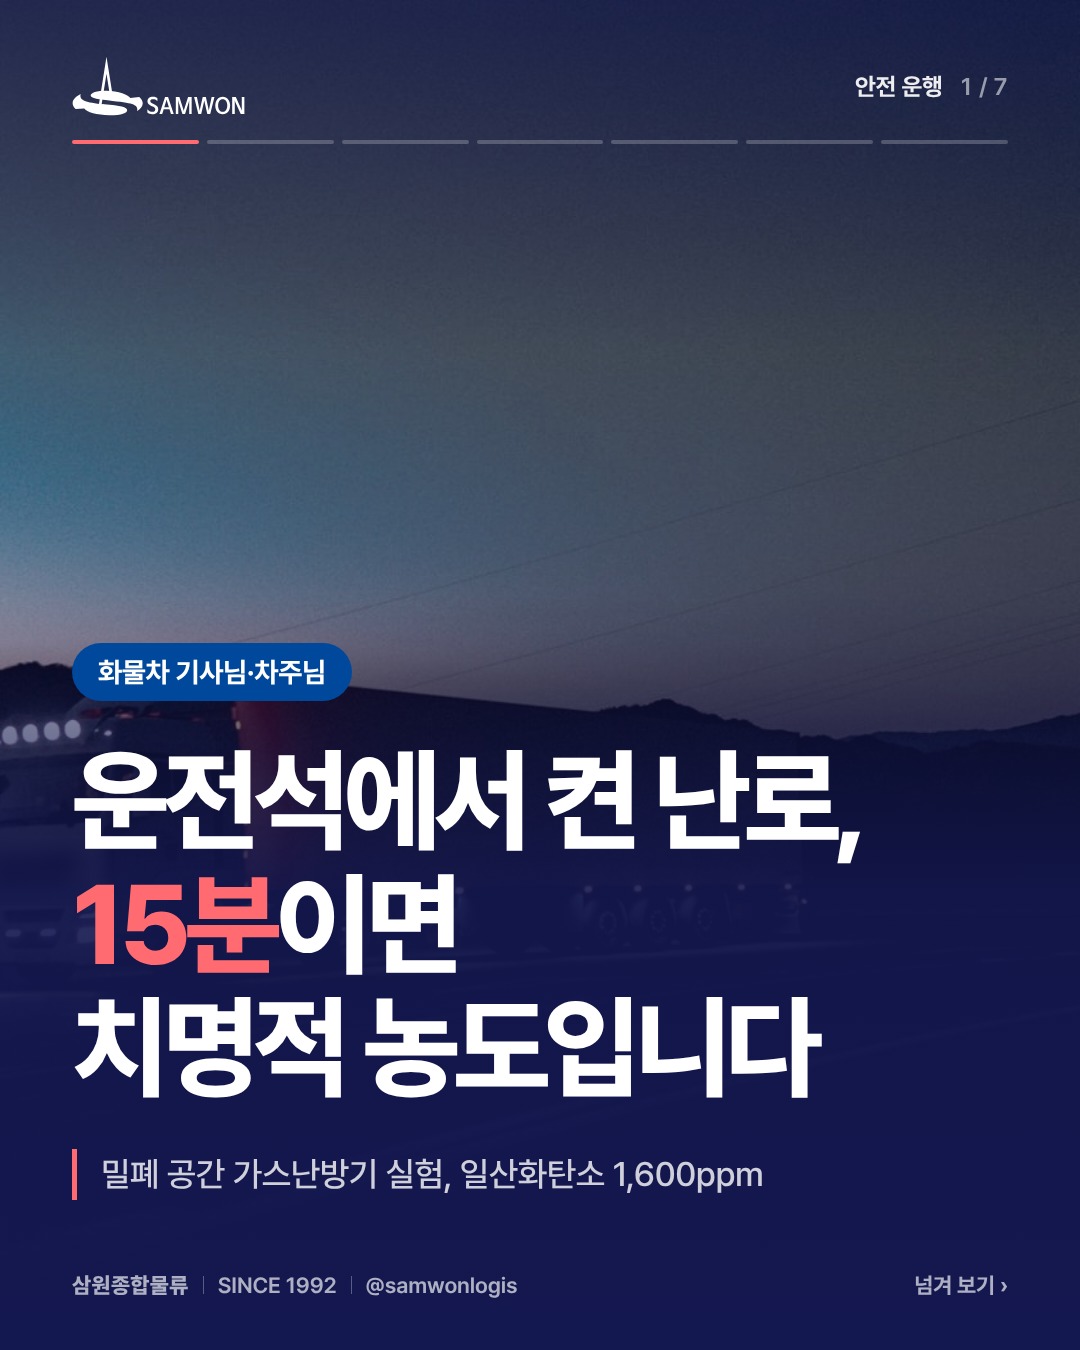 SAMWON
안전 운행 1 / 7
화물차 기사님·차주님
운전석에서 켠 난로,
15분이면
치명적 농도입니다
밀폐 공간 가스난방기 실험, 일산화탄소 1,600ppm
삼원종합물류 | SINCE 1992 | @samwonlogis
넘겨 보기 ›